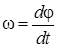 ω = dφ/dt